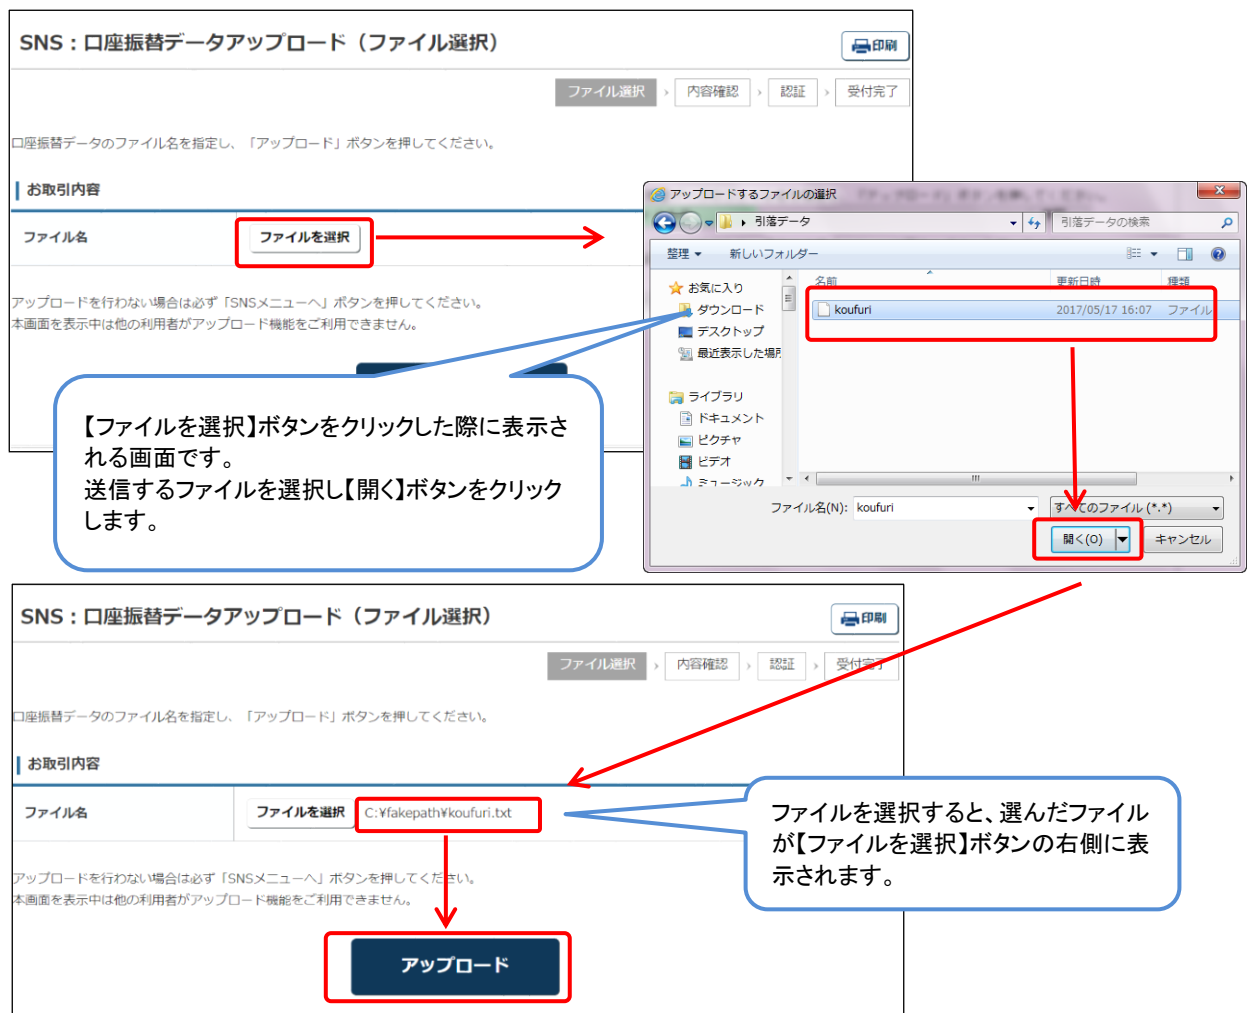 SNS：口座振替データアップロード（ファイル選択）
印刷
ファイル選択 › 内容確認 › 認証 › 受付完了
口座振替データのファイル名を指定し、「アップロード」ボタンを押してください。
お取引内容
ファイル名
ファイルを選択
アップロードを行わない場合は必ず「SNSメニューへ」ボタンを押してください。
本画面を表示中は他の利用者がアップロード機能をご利用できません。
【ファイルを選択】ボタンをクリックした際に表示さ
れる画面です。
送信するファイルを選択し【開く】ボタンをクリック
します。
アップロードするファイルの選択
引落データ
引落データの検索
整理
新しいフォルダー
名前
更新日時
種類
お気に入り
ダウンロード
デスクトップ
最近表示した場所
ライブラリ
ドキュメント
ピクチャ
ビデオ
ミュージック
koufuri
2017/05/17 16:07
ファイル
ファイル名(N):
koufuri
すべてのファイル (*.*)
開く(O)
キャンセル
SNS：口座振替データアップロード（ファイル選択）
印刷
ファイル選択 › 内容確認 › 認証 › 受付完了
口座振替データのファイル名を指定し、「アップロード」ボタンを押してください。
お取引内容
ファイル名
ファイルを選択
C:¥fakepath¥koufuri.txt
ファイルを選択すると、選んだファイル
が【ファイルを選択】ボタンの右側に表
示されます。
アップロードを行わない場合は必ず「SNSメニューへ」ボタンを押してください。
本画面を表示中は他の利用者がアップロード機能をご利用できません。
アップロード